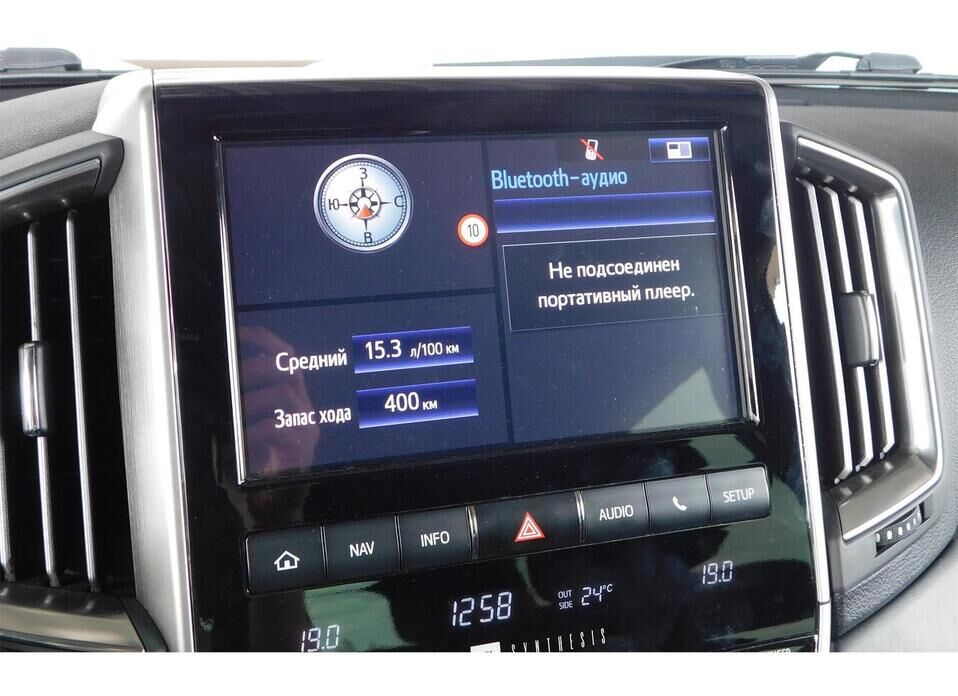 З
Ю
С
В
10
Bluetooth-аудио
Не подсоединен
портативный плеер.
Средний 15.3 л/100 км
Запас хода 400 км
NAV
INFO
AUDIO
SETUP
19.0
12:58
OUT
SIDE
24°C
19.0
SYNTHESIS